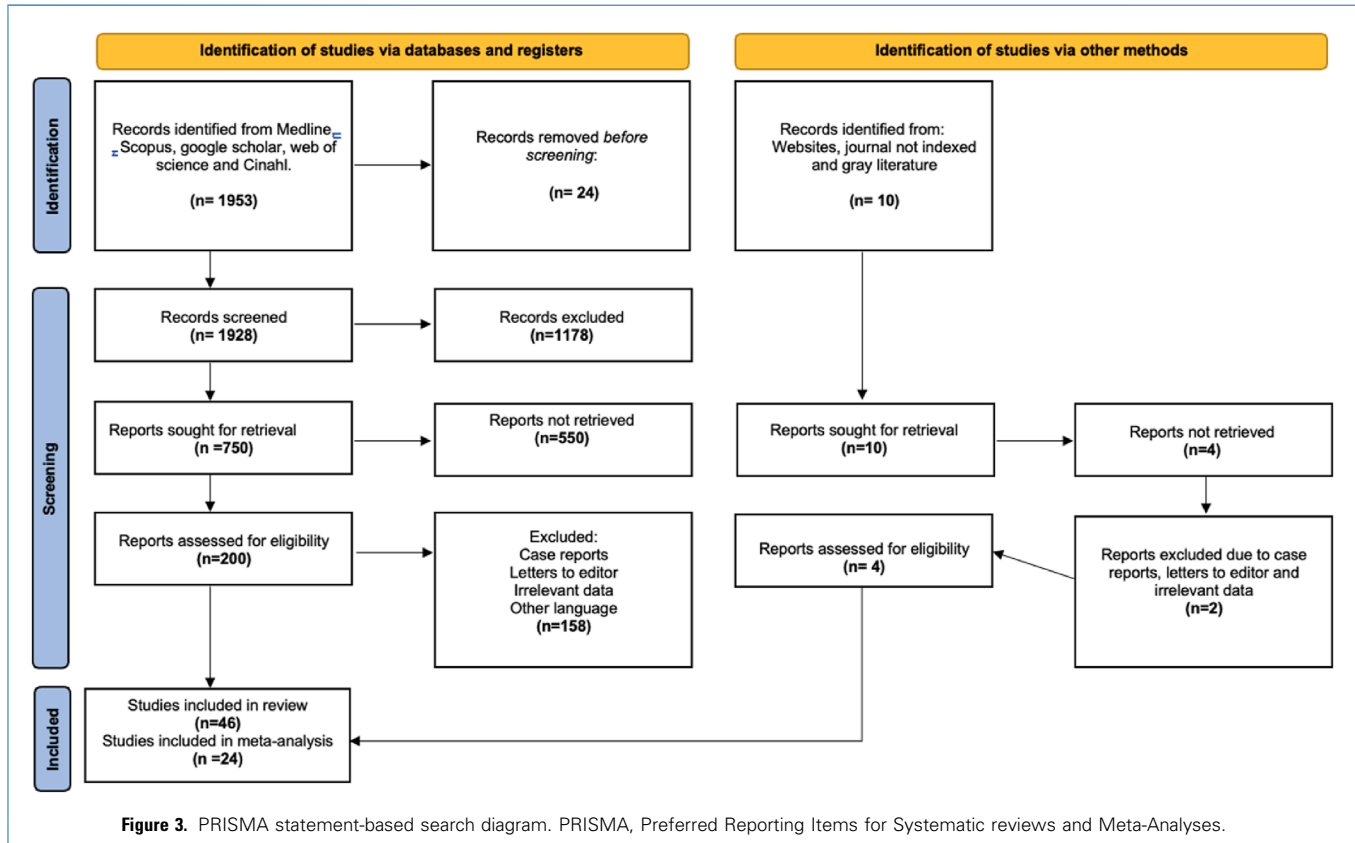 Identification of studies via databases and registers
Identification of studies via other methods
Identification
Records identified from Medline,
Scopus, google scholar, web of
science and Cinahl.
(n= 1953)
Records removed before
screening:
(n= 24)
Records identified from:
Websites, journal not indexed
and gray literature
(n= 10)
Screening
Records screened
(n= 1928)
Records excluded
(n=1178)
Reports sought for retrieval
(n =750)
Reports not retrieved
(n=550)
Reports sought for retrieval
(n=10)
Reports not retrieved
(n=4)
Reports assessed for eligibility
(n=200)
Excluded:
Case reports
Letters to editor
Irrelevant data
Other language
(n=158)
Reports assessed for eligibility
(n= 4)
Reports excluded due to case
reports, letters to editor and
irrelevant data
(n=2)
Included
Studies included in review
(n=46)
Studies included in meta-analysis
(n =24)
Figure 3. PRISMA statement-based search diagram. PRISMA, Preferred Reporting Items for Systematic reviews and Meta-Analyses.